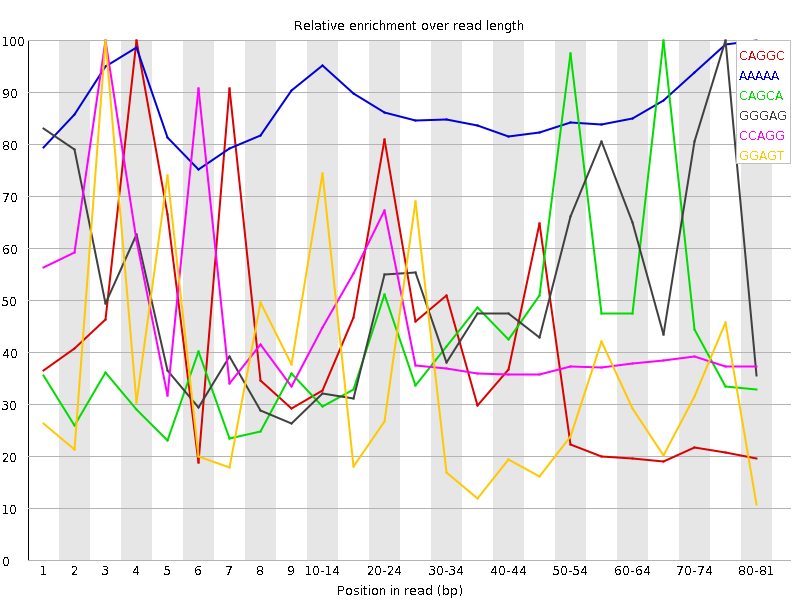 Relative enrichment over read length
100
90
80
70
60
50
40
30
20
10
0
CAGGC
AAAAA
CAGCA
GGGAG
CCAGG
GGAGT
1 2 3 4 5 6 7 8 9 10-14 20-24 30-34 40-44 50-54 60-64 70-74 80-81
Position in read (bp)